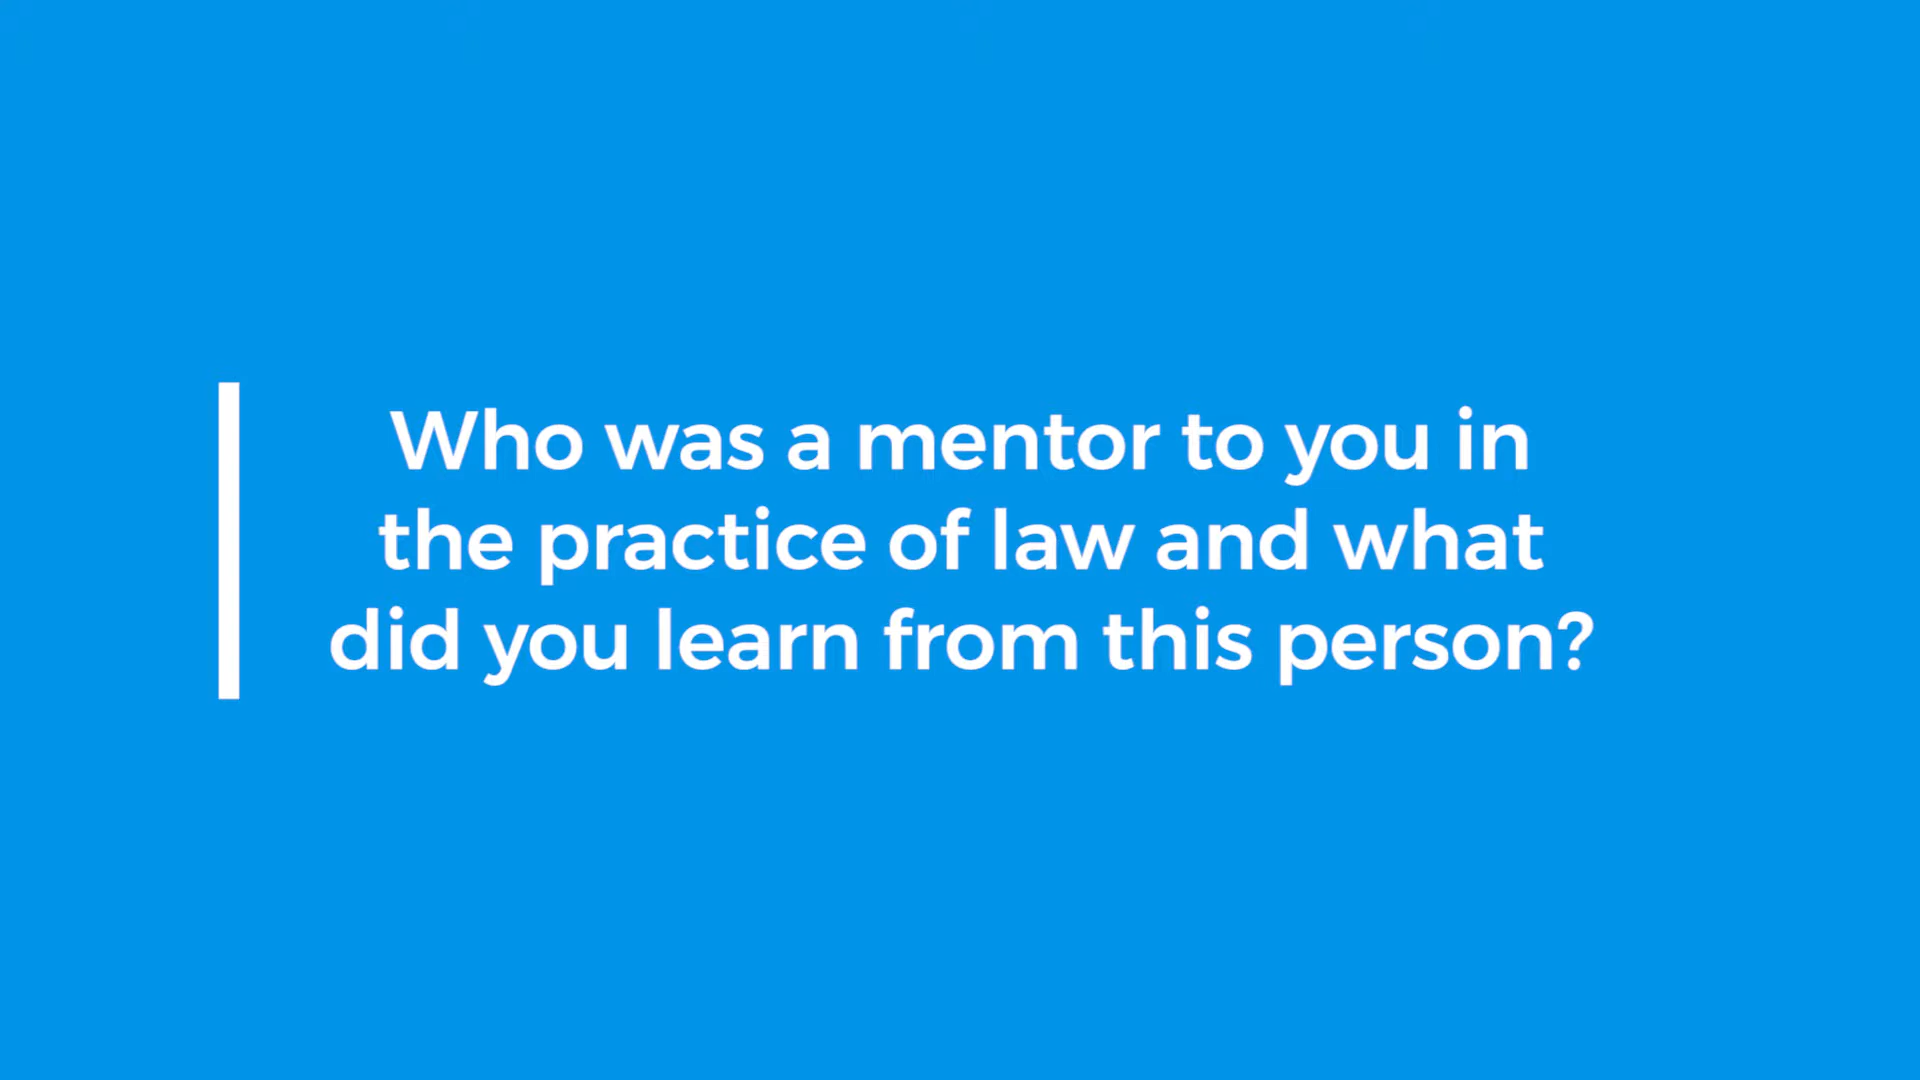 Who was a mentor to you in
the practice of law and what
did you learn from this person?